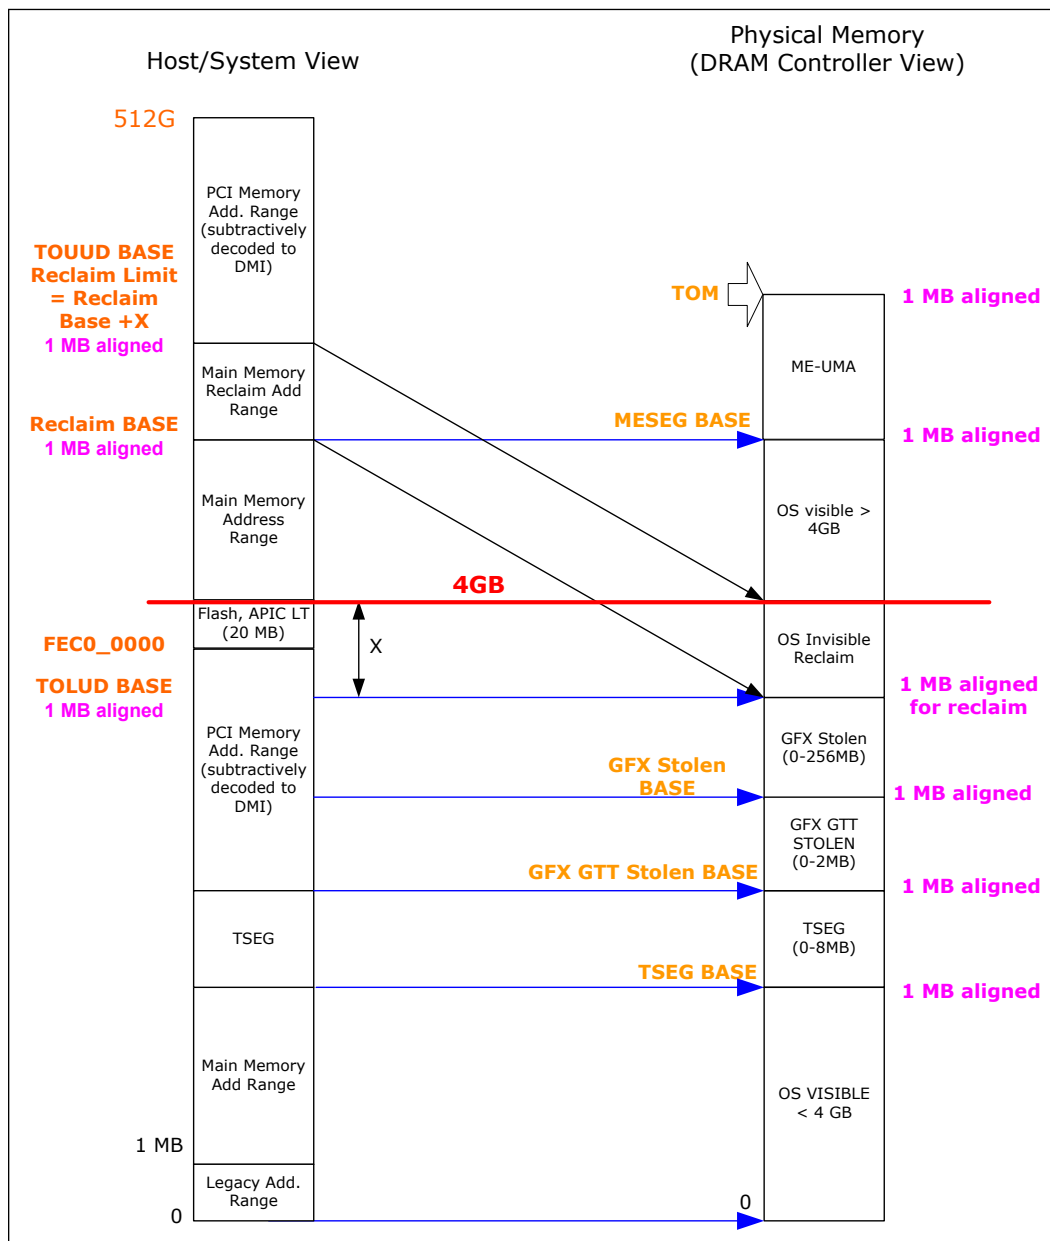 Host/System View
Physical Memory
(DRAM Controller View)
512G
PCI Memory
Add. Range
(subtractively
decoded to
DMI)
TOUUD BASE
Reclaim Limit
= Reclaim
Base +X
1 MB aligned
TOM
1 MB aligned
Main Memory
Reclaim Add
Range
ME-UMA
Reclaim BASE
1 MB aligned
MESEG BASE
1 MB aligned
Main Memory
Address
Range
OS visible >
4GB
4GB
Flash, APIC LT
(20 MB)
FEC0_0000
X
OS Invisible
Reclaim
TOLUD BASE
1 MB aligned
1 MB aligned
for reclaim
PCI Memory
Add. Range
(subtractively
decoded to
DMI)
GFX Stolen
(0-256MB)
GFX Stolen
BASE
1 MB aligned
GFX GTT
STOLEN
(0-2MB)
GFX GTT Stolen BASE
1 MB aligned
TSEG
TSEG
(0-8MB)
TSEG BASE
1 MB aligned
Main Memory
Add Range
OS VISIBLE
< 4 GB
1 MB
Legacy Add.
Range
0
0